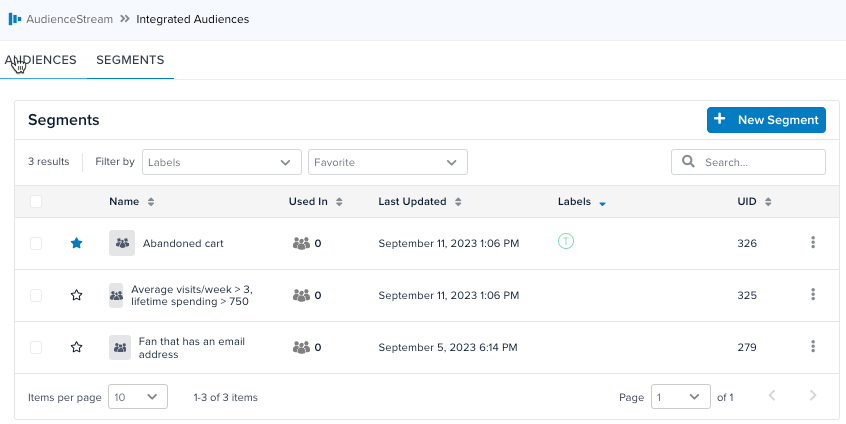 AudienceStream >> Integrated Audiences
AUDIENCES SEGMENTS
Segments
New Segment
3 results Filter by Labels Favorite Search...
Name Used In Last Updated Labels UID
Abandoned cart 0 September 11, 2023 1:06 PM T 326
Average visits/week > 3,
lifetime spending > 750
0 September 11, 2023 1:06 PM 325
Fan that has an email
address
0 September 5, 2023 6:14 PM 279
Items per page 10 1-3 of 3 items Page 1 of 1